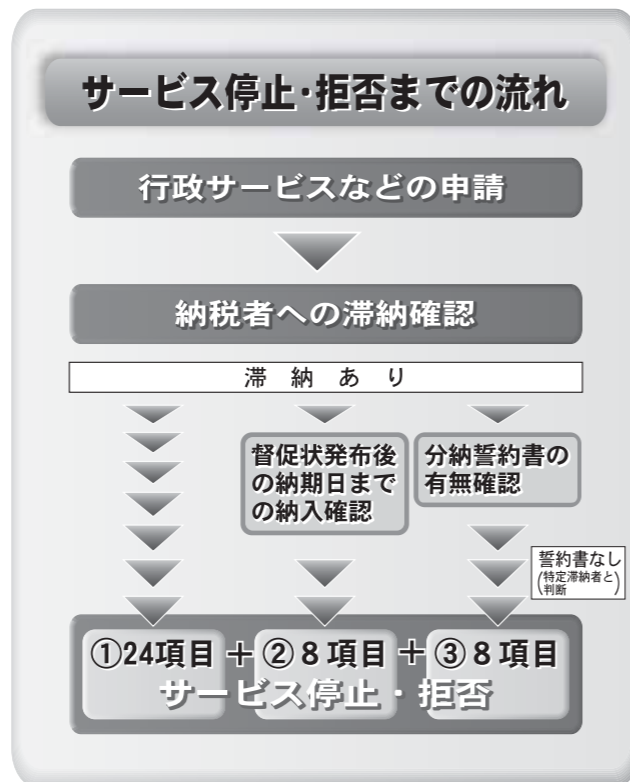 サービス停止・拒否までの流れ
行政サービスなどの申請
納税者への滞納確認
滞納あり
督促状発布後
の納期日まで
の納入確認
分納誓約書の
有無確認
誓約書なし
(特定滞納者と
判断)
①24項目＋②８項目＋③８項目
サービス停止・拒否